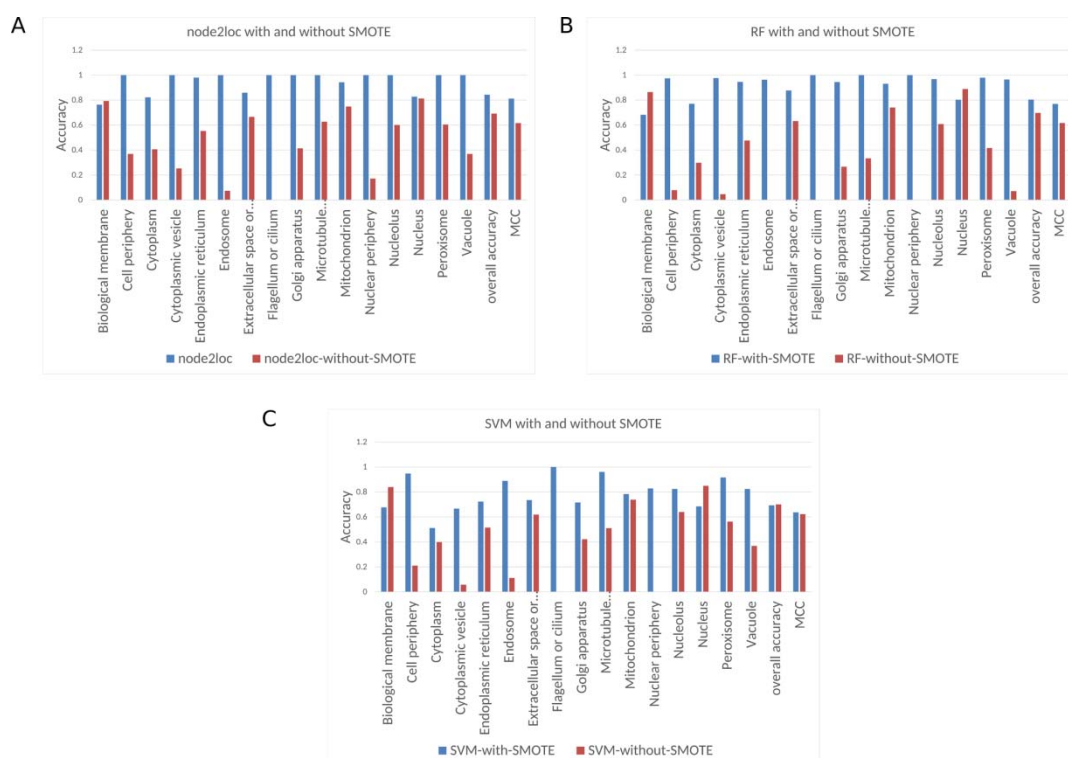 A
node2loc with and without SMOTE
Accuracy
1.2
1
0.8
0.6
0.4
0.2
0
Biological membrane
Cell periphery
Cytoplasm
Cytoplasmic vesicle
Endoplasmic reticulum
Endosome
Extracellular space or...
Flagellum or cilium
Golgi apparatus
Microtubule...
Mitochondrion
Nuclear periphery
Nucleolus
Nucleus
Peroxisome
Vacuole
overall accuracy
MCC
node2loc node2loc-without-SMOTE
B
RF with and without SMOTE
Accuracy
1.2
1
0.8
0.6
0.4
0.2
0
Biological membrane
Cell periphery
Cytoplasm
Cytoplasmic vesicle
Endoplasmic reticulum
Endosome
Extracellular space or...
Flagellum or cilium
Golgi apparatus
Microtubule...
Mitochondrion
Nuclear periphery
Nucleolus
Nucleus
Peroxisome
Vacuole
overall accuracy
MCC
RF-with-SMOTE RF-without-SMOTE
C
SVM with and without SMOTE
Accuracy
1.2
1
0.8
0.6
0.4
0.2
0
Biological membrane
Cell periphery
Cytoplasm
Cytoplasmic vesicle
Endoplasmic reticulum
Endosome
Extracellular space or...
Flagellum or cilium
Golgi apparatus
Microtubule...
Mitochondrion
Nuclear periphery
Nucleolus
Nucleus
Peroxisome
Vacuole
overall accuracy
MCC
SVM-with-SMOTE SVM-without-SMOTE